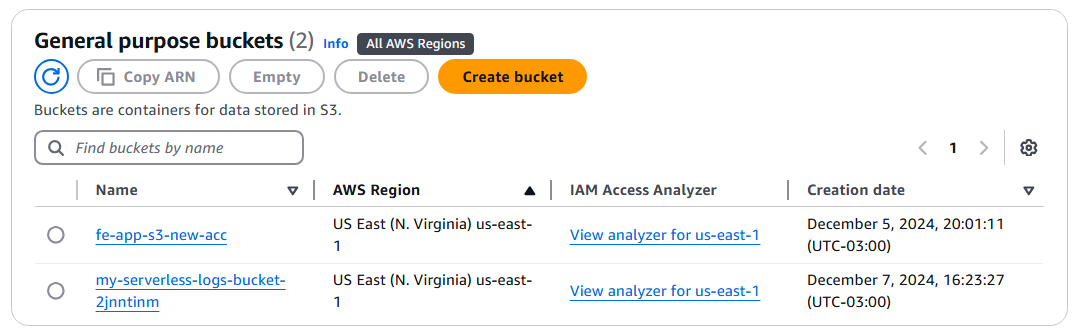 General purpose buckets (2) Info All AWS Regions
Copy ARN Empty Delete Create bucket
Buckets are containers for data stored in S3.
Find buckets by name 1
Name AWS Region IAM Access Analyzer Creation date
fe-app-s3-new-acc US East (N. Virginia) us-east-1 View analyzer for us-east-1 December 5, 2024, 20:01:11 (UTC-03:00)
my-serverless-logs-bucket-2jnntinm US East (N. Virginia) us-east-1 View analyzer for us-east-1 December 7, 2024, 16:23:27 (UTC-03:00)